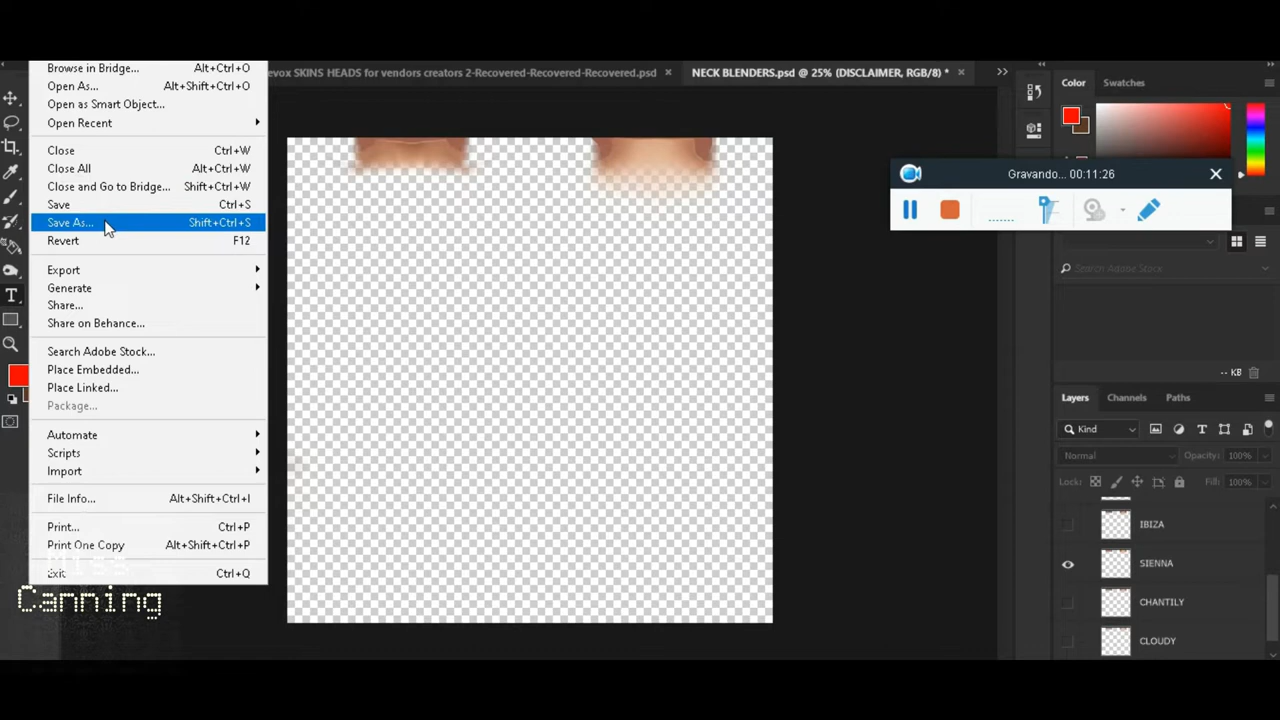 Browse in Bridge... Alt+Ctrl+O
Open As... Alt+Shift+Ctrl+O
Open as Smart Object...
Open Recent
Close Ctrl+W
Close All Alt+Ctrl+W
Close and Go to Bridge... Shift+Ctrl+W
Save Ctrl+S
Save As... Shift+Ctrl+S
Revert F12
Export
Generate
Share...
Share on Behance...
Search Adobe Stock...
Place Embedded...
Place Linked...
Package...
Automate
Scripts
Import
File Info... Alt+Shift+Ctrl+I
Print... Ctrl+P
Print One Copy Alt+Shift+Ctrl+P
Exit Ctrl+Q
Miss
Canning
evox SKINS HEADS for vendors creators 2-Recovered-Recovered-Recovered.psd
NECK BLENDERS.psd @ 25% (DISCLAIMER, RGB/8) *
Gravando... 00:11:26
Color Swatches
Search Adobe Stock
-- KB
Layers Channels Paths
Kind
Normal Opacity: 100%
Lock: Fill: 100%
IBIZA
SIENNA
CHANTILY
CLOUDY